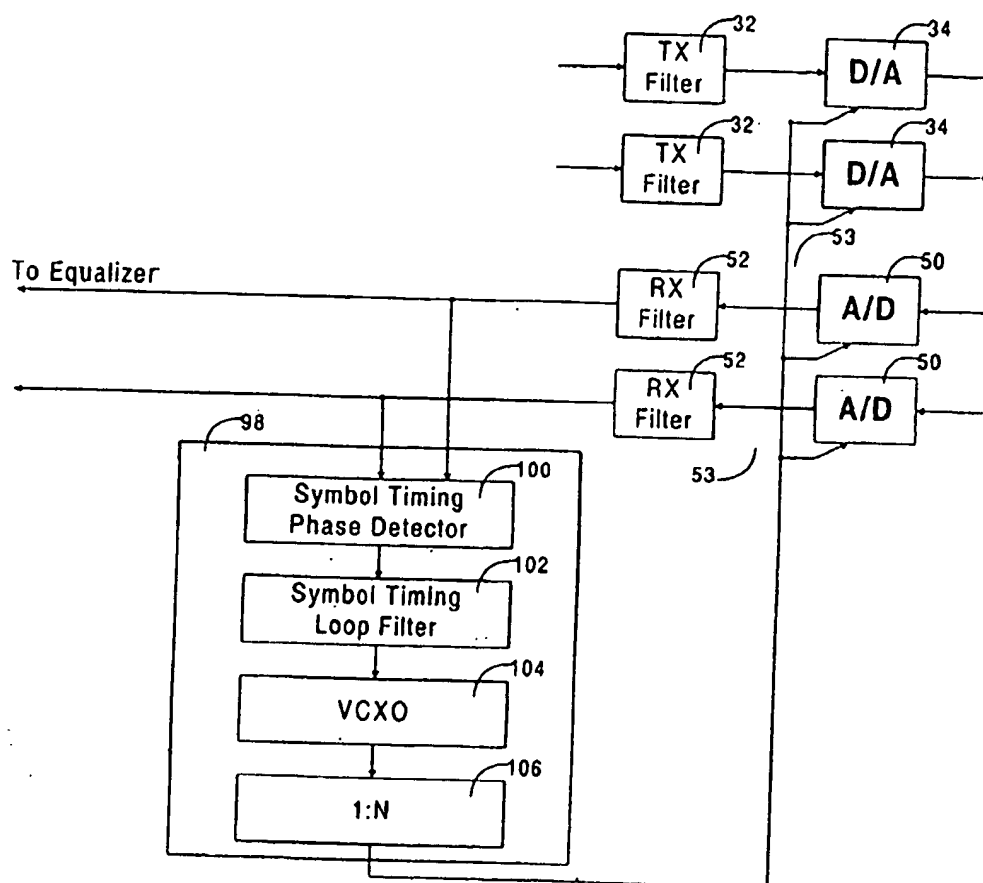 32
TX
Filter
34
D/A
32
TX
Filter
34
D/A
53
To Equalizer
52
RX
Filter
50
A/D
52
RX
Filter
50
A/D
53
98
100
Symbol Timing
Phase Detector
102
Symbol Timing
Loop Filter
104
VCXO
106
1:N